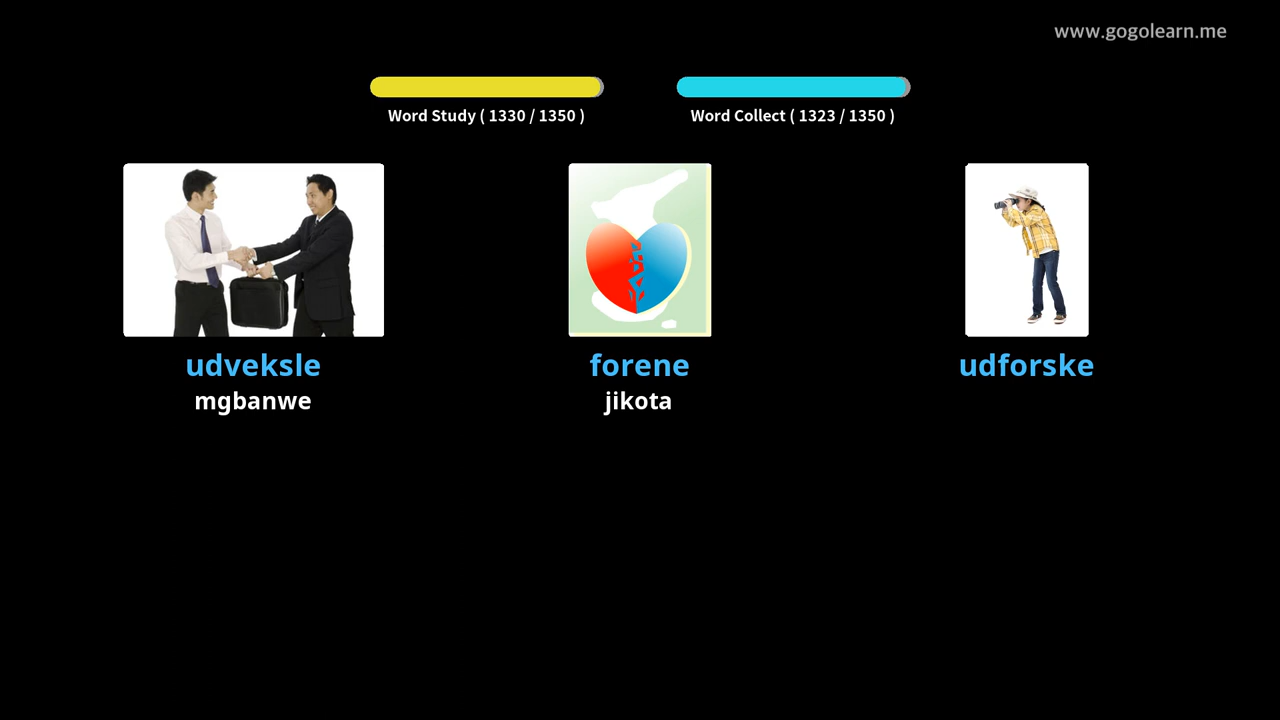 www.gogolearn.me
Word Study ( 1330 / 1350 )
Word Collect ( 1323 / 1350 )
udveksle
mgbanwe
forene
jikota
udforske